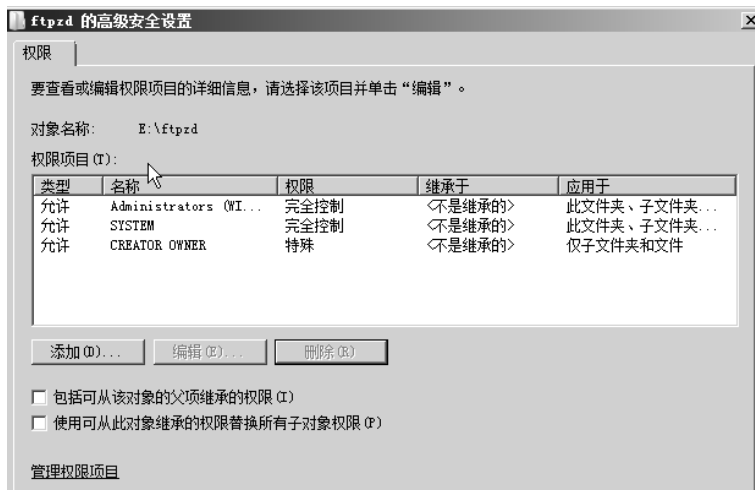 ftpzd 的高级安全设置
权限
要查看或编辑权限项目的详细信息，请选择该项目并单击“编辑”。
对象名称: E:\ftpzd
权限项目(T):
类型 名称 权限 继承于 应用于
允许 Administrators (WI... 完全控制 <不是继承的> 此文件夹、子文件夹...
允许 SYSTEM 完全控制 <不是继承的> 此文件夹、子文件夹...
允许 CREATOR OWNER 特殊 <不是继承的> 仅子文件夹和文件
添加(D)... 编辑(E)... 删除(R)
包括可从该对象的父项继承的权限(I)
使用可从此对象继承的权限替换所有子对象权限(P)
管理权限项目